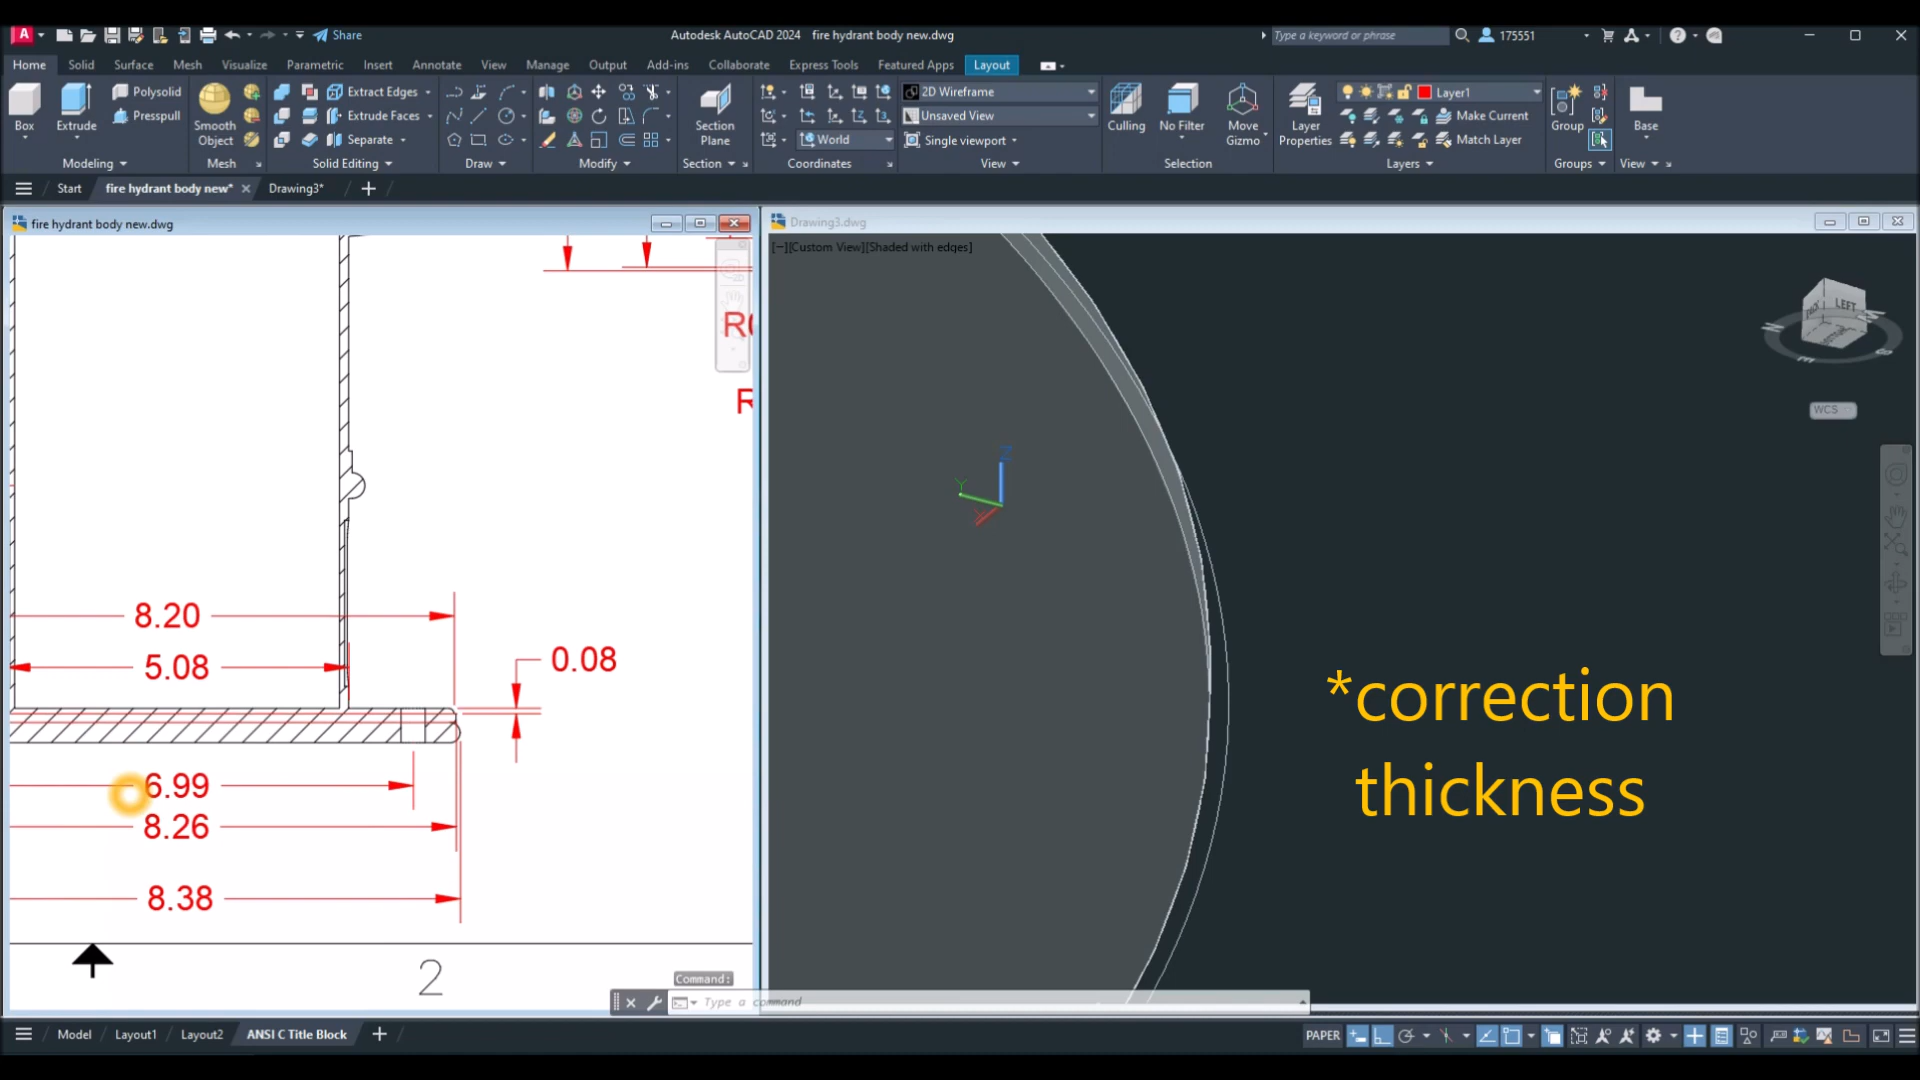 Share
Autodesk AutoCAD 2024 fire hydrant body new.dwg
Type a keyword or phrase
175551
Home Solid Surface Mesh Visualize Parametric Insert Annotate View Manage Output Add-ins Collaborate Express Tools Featured Apps Layout
Box
Extrude
Polysolid
Presspull
Modeling
Smooth Object
Mesh
Extract Edges
Extrude Faces
Separate
Solid Editing
Draw
Modify
Section Plane
Section
World
Coordinates
2D Wireframe
Unsaved View
Single viewport
View
Culling
No Filter
Move Gizmo
Selection
Layer Properties
Layer1
Make Current
Match Layer
Layers
Group
Groups
Base
View
Start
fire hydrant body new*
Drawing3*
fire hydrant body new.dwg
Drawing3.dwg
[−][Custom View][Shaded with edges]
8.20
5.08
0.08
6.99
8.26
8.38
2
R
Z
Y
LEFT
WCS
*correction
thickness
Command:
Type a command
Model
Layout1
Layout2
ANSI C Title Block
PAPER